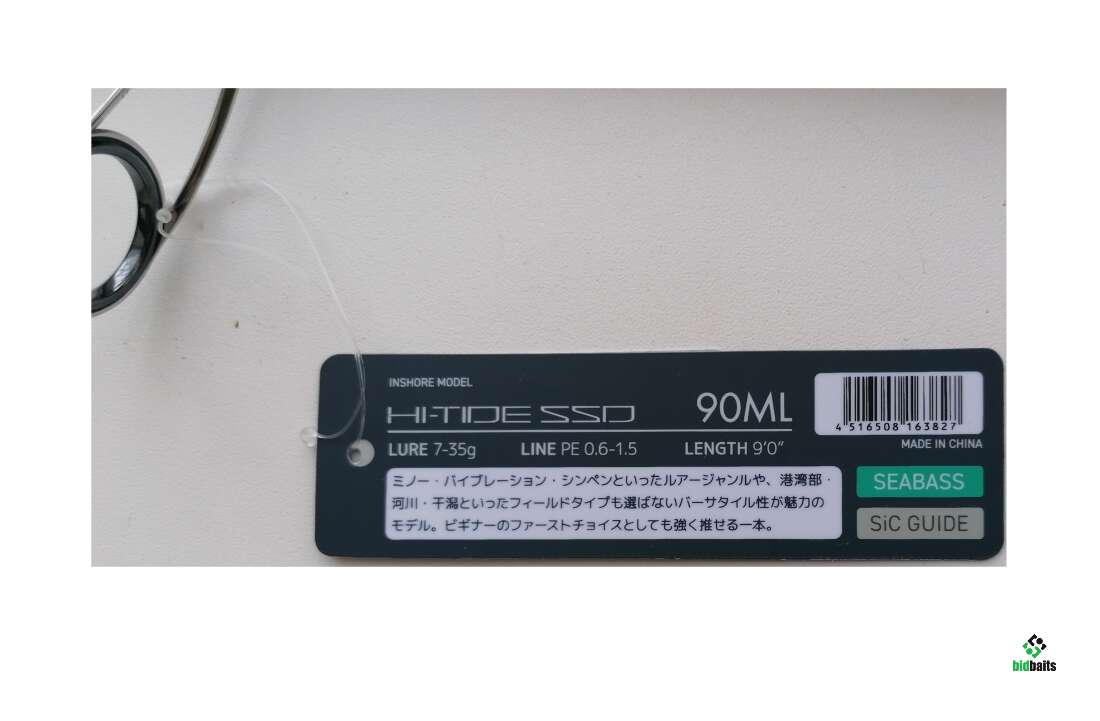 INSHORE MODEL
HI-TIDE SSD 90ML
4 516508 163827
LURE 7-35g LINE PE 0.6-1.5 LENGTH 9'0" MADE IN CHINA
ミノー・バイブレーション・シンペンといったルアージャンルや、港湾部・
河川・干潟といったフィールドタイプも選ばないバーサタイル性が魅力の
モデル。ビギナーのファーストチョイスとしても強く推せる一本。
SEABASS
SiC GUIDE
bidbaits